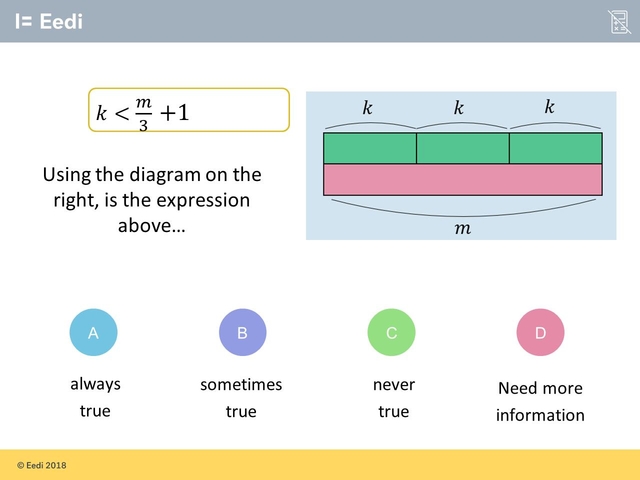 Eedi
k < m/3 + 1
Using the diagram on the
right, is the expression
above...
k k k
m
A B C D
always sometimes never Need more
true true true information
© Eedi 2018